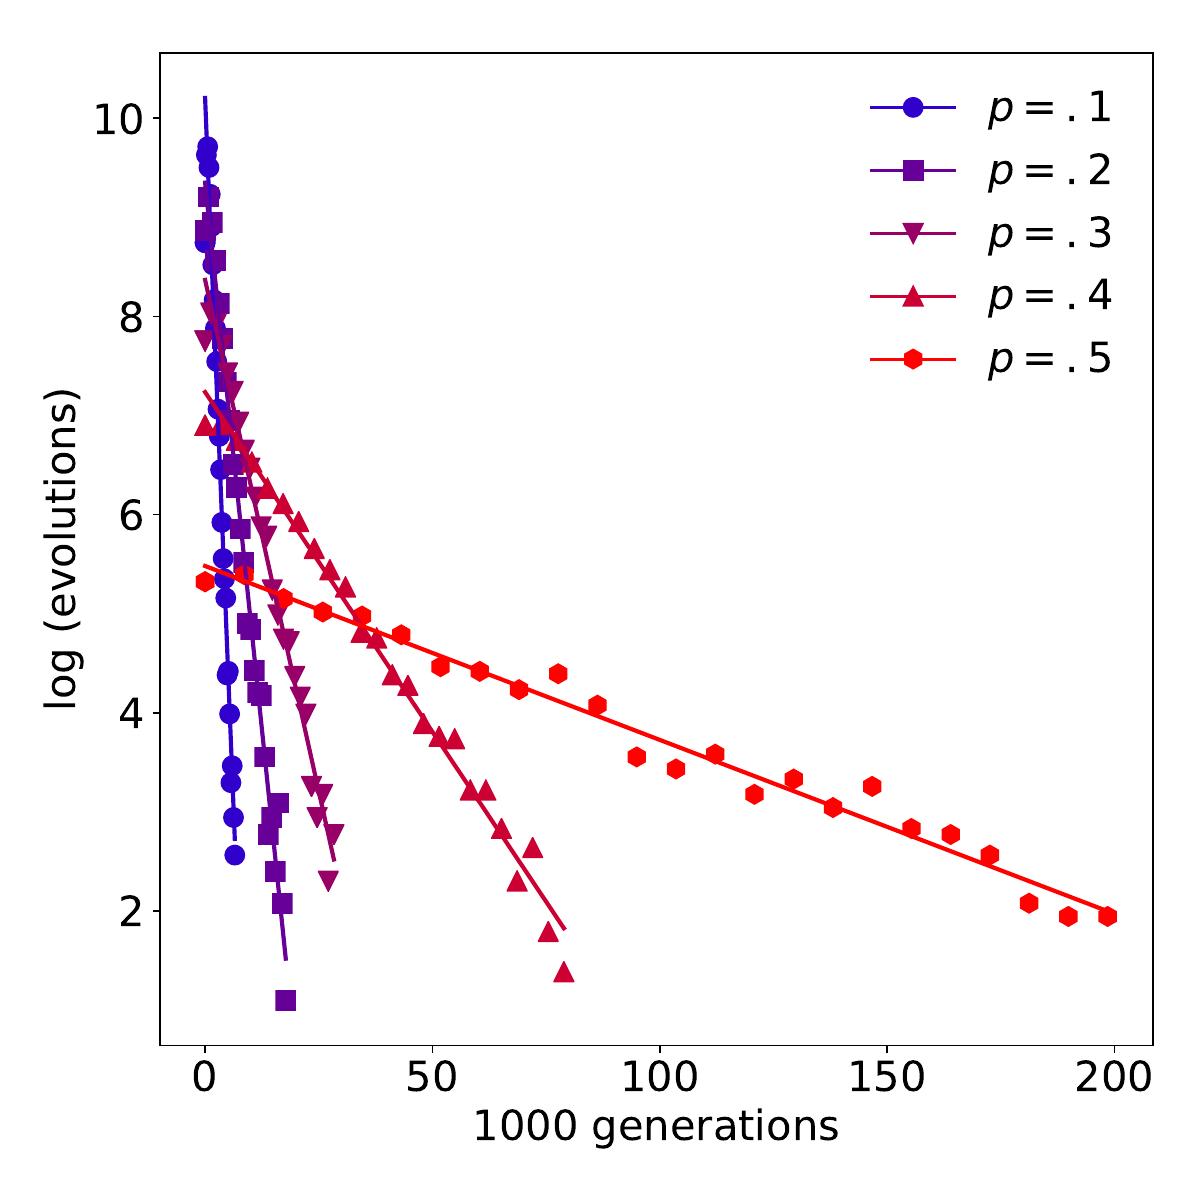 p = .1
p = .2
p = .3
p = .4
p = .5
10
8
6
4
2
log (evolutions)
0 50 100 150 200
1000 generations